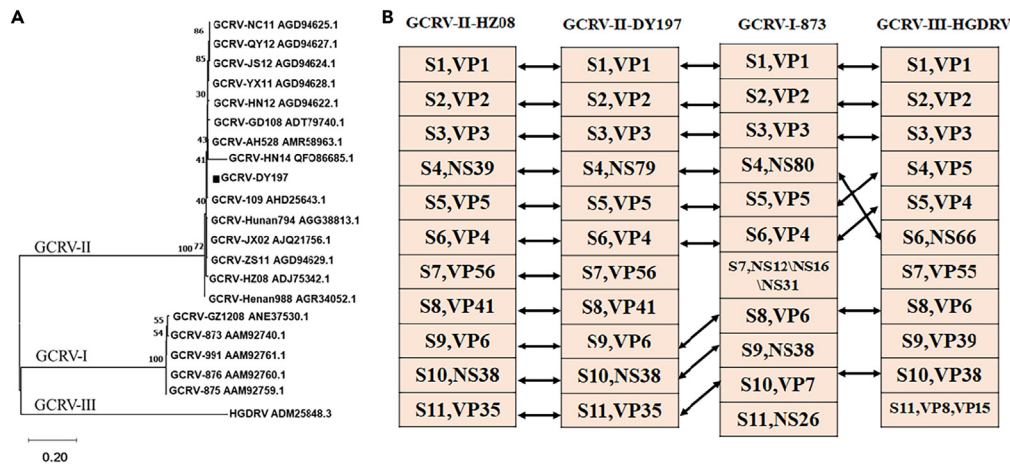 A
GCRV-NC11 AGD94625.1
86
GCRV-QY12 AGD94627.1
85
GCRV-JS12 AGD94624.1
GCRV-YX11 AGD94628.1
30
GCRV-HN12 AGD94622.1
GCRV-GD108 ADT79740.1
43
GCRV-AH528 AMR58963.1
41
GCRV-HN14 QFO86685.1
GCRV-DY197
40
GCRV-109 AHD25643.1
GCRV-Hunan794 AGG38813.1
GCRV-II
100 72
GCRV-JX02 AJQ21756.1
GCRV-ZS11 AGD94629.1
GCRV-HZ08 ADJ75342.1
GCRV-Henan988 AGR34052.1
55
GCRV-GZ1208 ANE37530.1
54
GCRV-873 AAM92740.1
GCRV-I
100
GCRV-991 AAM92761.1
GCRV-876 AAM92760.1
GCRV-875 AAM92759.1
GCRV-III
HGDRV ADM25848.3
0.20
B
GCRV-II-HZ08 GCRV-II-DY197 GCRV-I-873 GCRV-III-HGDRV
S1,VP1 S1,VP1 S1,VP1 S1,VP1
S2,VP2 S2,VP2 S2,VP2 S2,VP2
S3,VP3 S3,VP3 S3,VP3 S3,VP3
S4,NS39 S4,NS79 S4,NS80 S4,VP5
S5,VP5 S5,VP5 S5,VP5 S5,VP4
S6,VP4 S6,VP4 S6,VP4 S6,NS66
S7,VP56 S7,VP56 S7,NS12\NS16 S7,VP55
\NS31
S8,VP41 S8,VP41 S8,VP6 S8,VP6
S9,VP6 S9,VP6 S9,NS38 S9,VP39
S10,NS38 S10,NS38 S10,VP7 S10,VP38
S11,VP35 S11,VP35 S11,NS26 S11,VP8,VP15